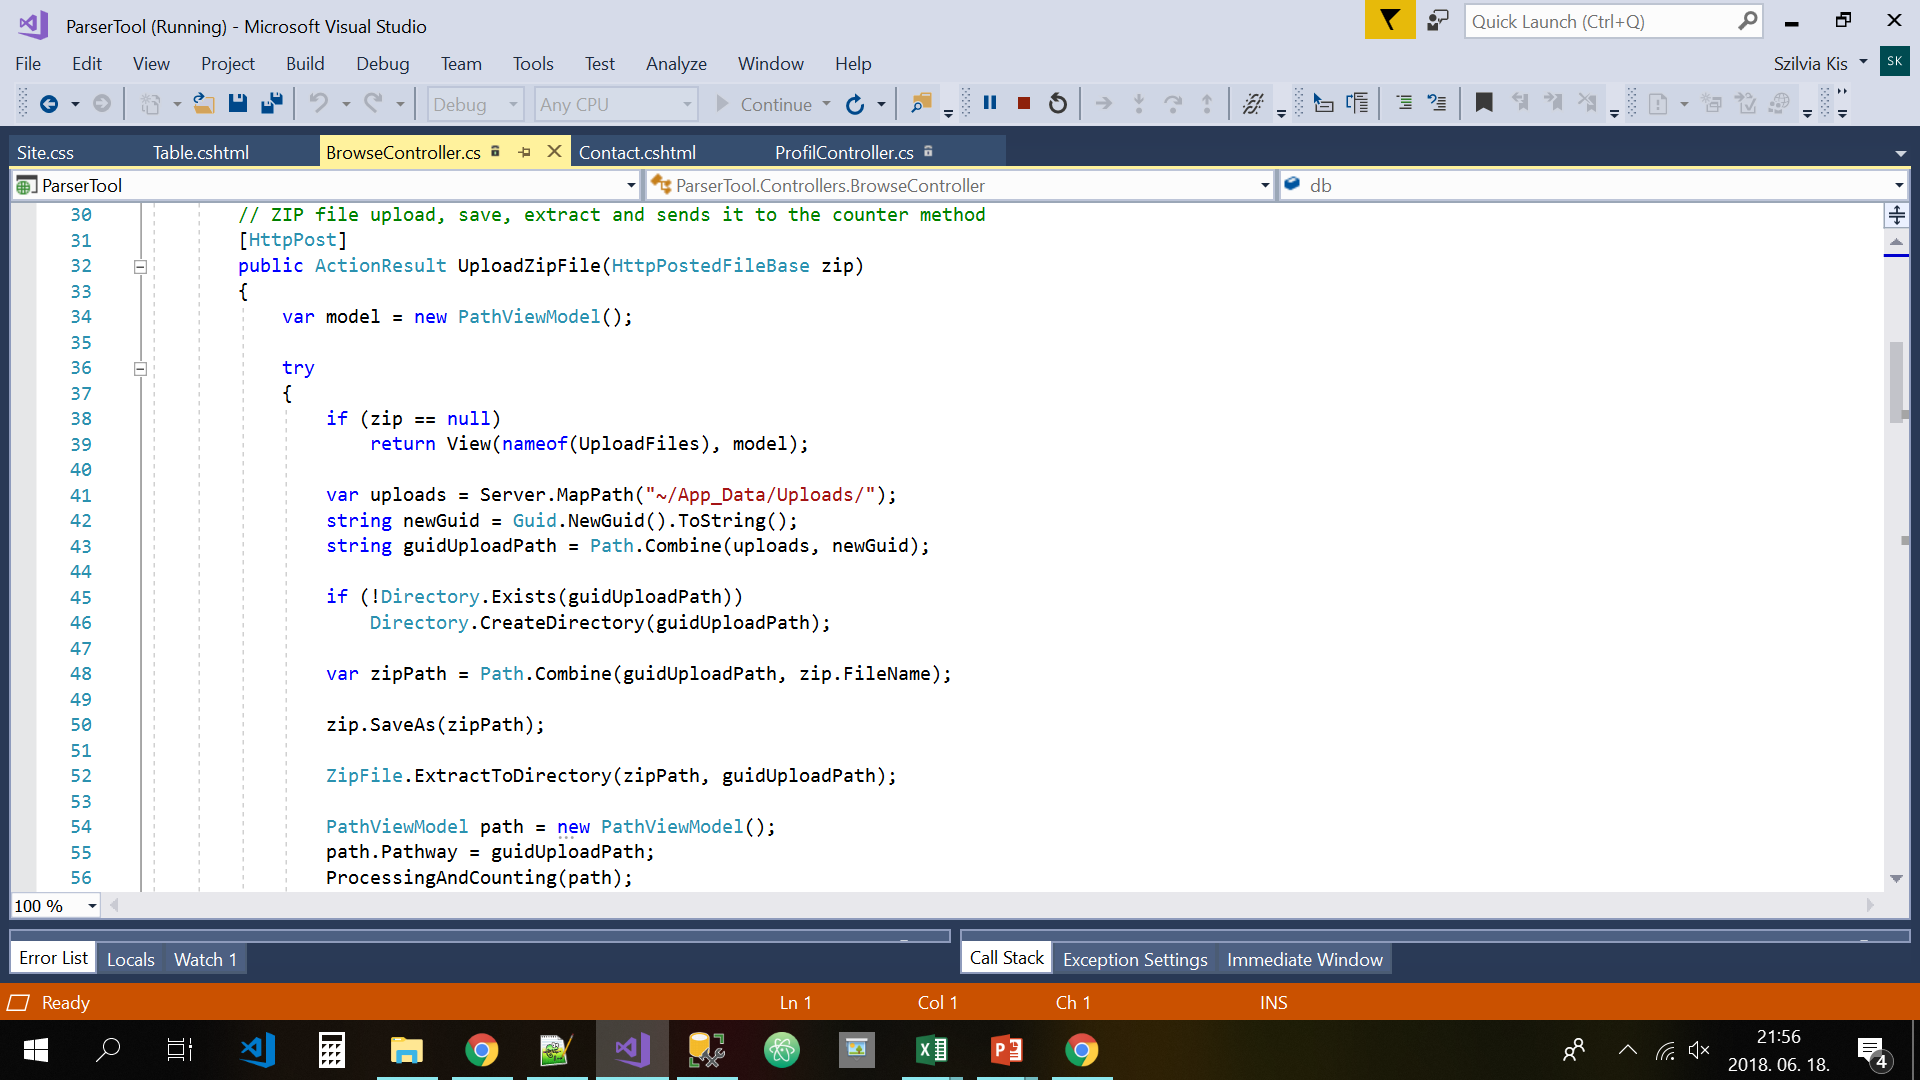 ParserTool (Running) - Microsoft Visual Studio
Quick Launch (Ctrl+Q)
File Edit View Project Build Debug Team Tools Test Analyze Window Help
Szilvia Kis SK
Debug Any CPU Continue
Site.css Table.cshtml BrowseController.cs Contact.cshtml ProfilController.cs
ParserTool ParserTool.Controllers.BrowseController db
30 // ZIP file upload, save, extract and sends it to the counter method
31 [HttpPost]
32 public ActionResult UploadZipFile(HttpPostedFileBase zip)
33 {
34 var model = new PathViewModel();
35
36 try
37 {
38 if (zip == null)
39 return View(nameof(UploadFiles), model);
40
41 var uploads = Server.MapPath("~/App_Data/Uploads/");
42 string newGuid = Guid.NewGuid().ToString();
43 string guidUploadPath = Path.Combine(uploads, newGuid);
44
45 if (!Directory.Exists(guidUploadPath))
46 Directory.CreateDirectory(guidUploadPath);
47
48 var zipPath = Path.Combine(guidUploadPath, zip.FileName);
49
50 zip.SaveAs(zipPath);
51
52 ZipFile.ExtractToDirectory(zipPath, guidUploadPath);
53
54 PathViewModel path = new PathViewModel();
55 path.Pathway = guidUploadPath;
56 ProcessingAndCounting(path);
100 %
Error List Locals Watch 1 Call Stack Exception Settings Immediate Window
Ready Ln 1 Col 1 Ch 1 INS
21:56
2018. 06. 18.
4